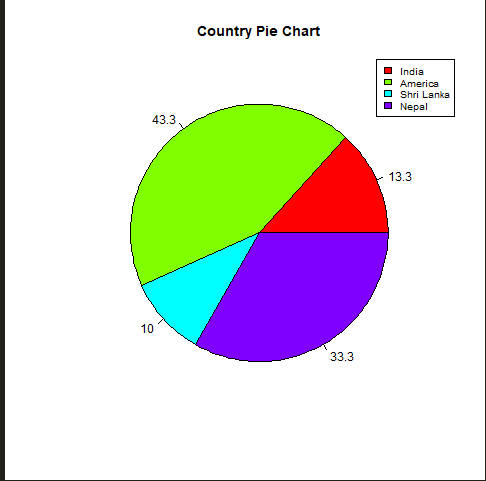 Country Pie Chart
India
America
Shri Lanka
Nepal
43.3
13.3
10
33.3